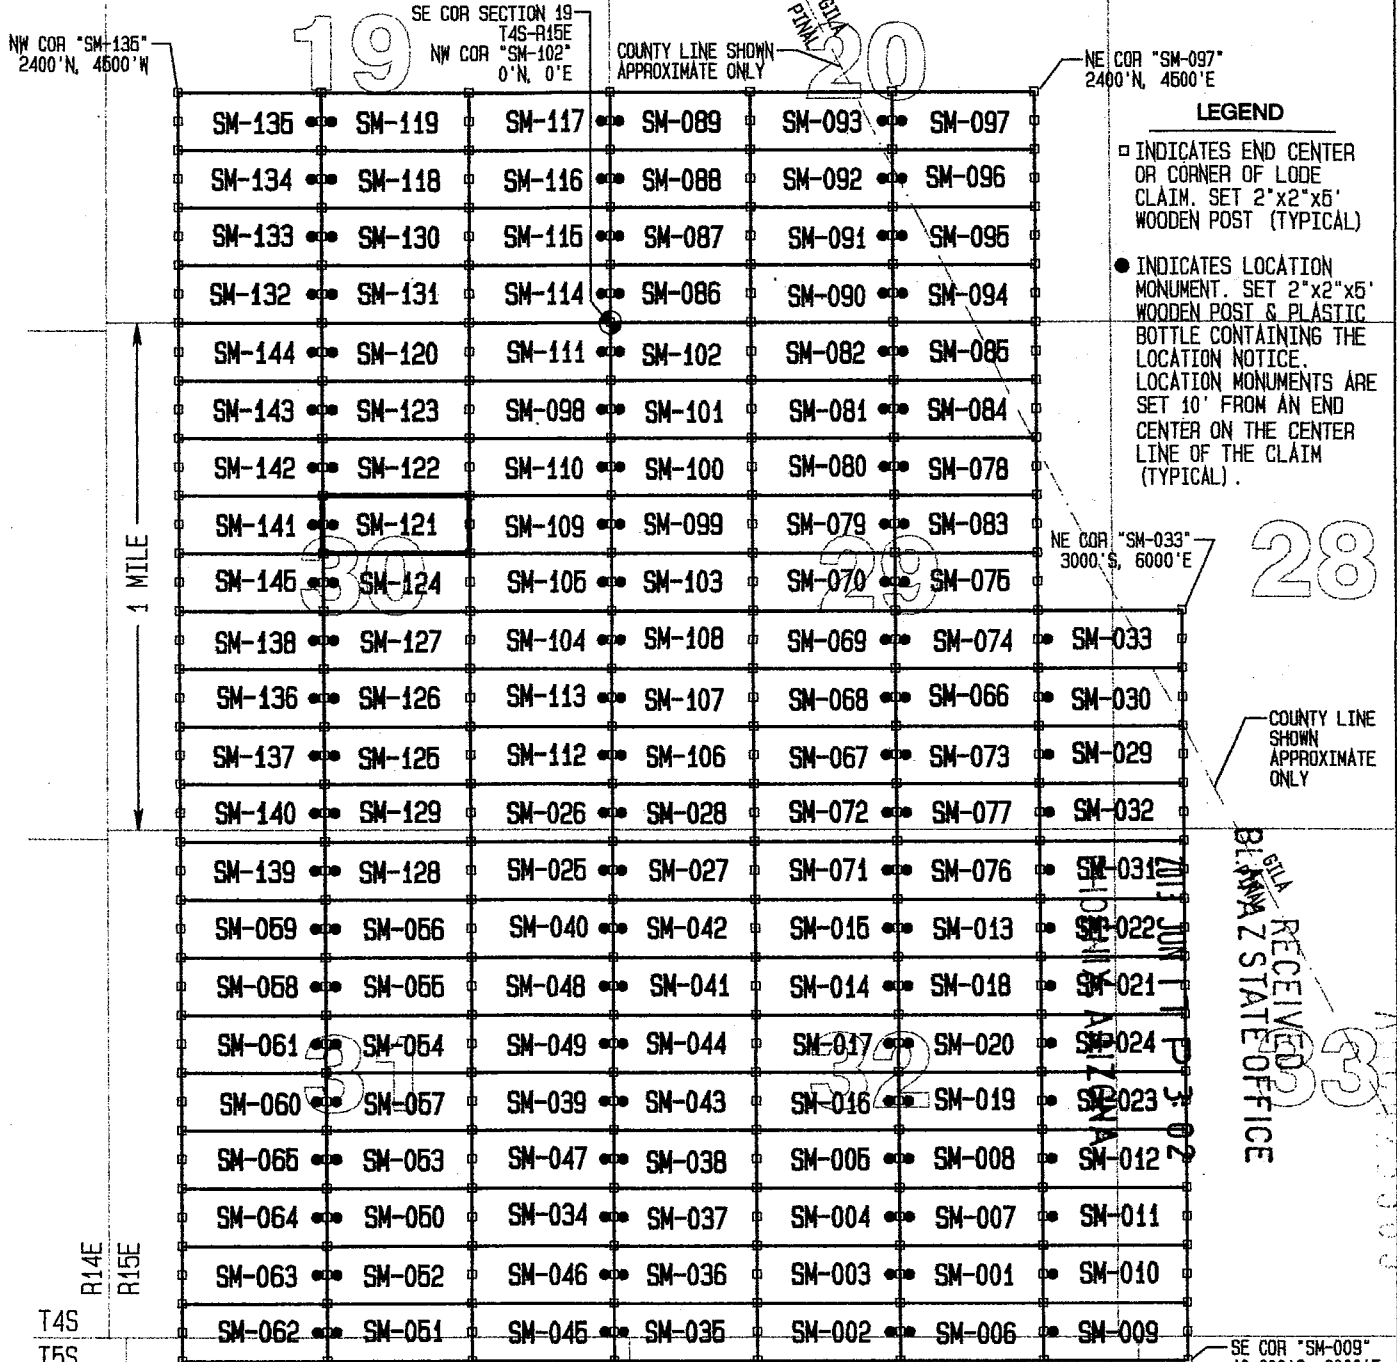 SE COR SECTION 19
T4S-R15E
NW COR "SM-102"
0'N, 0'E
NW COR "SM-135"
2400'N, 4500'W
19
GILA
PINAL
20
COUNTY LINE SHOWN
APPROXIMATE ONLY
NE COR "SM-097"
2400'N, 4500'E
LEGEND
INDICATES END CENTER
OR CORNER OF LODE
CLAIM. SET 2"x2"x5'
WOODEN POST (TYPICAL)
INDICATES LOCATION
MONUMENT. SET 2"x2"x5'
WOODEN POST & PLASTIC
BOTTLE CONTAINING THE
LOCATION NOTICE.
LOCATION MONUMENTS ARE
SET 10' FROM AN END
CENTER ON THE CENTER
LINE OF THE CLAIM
(TYPICAL).
SM-135 SM-119 SM-117 SM-089 SM-093 SM-097
SM-134 SM-118 SM-116 SM-088 SM-092 SM-096
SM-133 SM-130 SM-115 SM-087 SM-091 SM-095
SM-132 SM-131 SM-114 SM-086 SM-090 SM-094
SM-144 SM-120 SM-111 SM-102 SM-082 SM-085
SM-143 SM-123 SM-098 SM-101 SM-081 SM-084
SM-142 SM-122 SM-110 SM-100 SM-080 SM-078
SM-141 SM-121 SM-109 SM-099 SM-079 SM-083
1 MILE
30
29
28
NE COR "SM-033"
3000'S, 6000'E
SM-145 SM-124 SM-105 SM-103 SM-070 SM-075
SM-138 SM-127 SM-104 SM-108 SM-069 SM-074 SM-033
SM-136 SM-126 SM-113 SM-107 SM-068 SM-066 SM-030
SM-137 SM-125 SM-112 SM-106 SM-067 SM-073 SM-029
COUNTY LINE
SHOWN
APPROXIMATE
ONLY
SM-140 SM-129 SM-026 SM-028 SM-072 SM-077 SM-032
SM-139 SM-128 SM-025 SM-027 SM-071 SM-076 SM-031
SM-059 SM-056 SM-040 SM-042 SM-015 SM-013 SM-022
SM-058 SM-055 SM-048 SM-041 SM-014 SM-018 SM-021
SM-061 SM-054 SM-049 SM-044 SM-017 SM-020 SM-024
31
32
33
SM-060 SM-057 SM-039 SM-043 SM-016 SM-019 SM-023
SM-065 SM-053 SM-047 SM-038 SM-005 SM-008 SM-012
SM-064 SM-050 SM-034 SM-037 SM-004 SM-007 SM-011
SM-063 SM-052 SM-046 SM-036 SM-003 SM-001 SM-010
SM-062 SM-051 SM-045 SM-035 SM-002 SM-006 SM-009
GILA
RECEIVED
AZ STATE OFFICE
2013 JUN 17 P 3:02
ARIZONA
R14E
R15E
T4S
T5S
SE COR "SM-009"